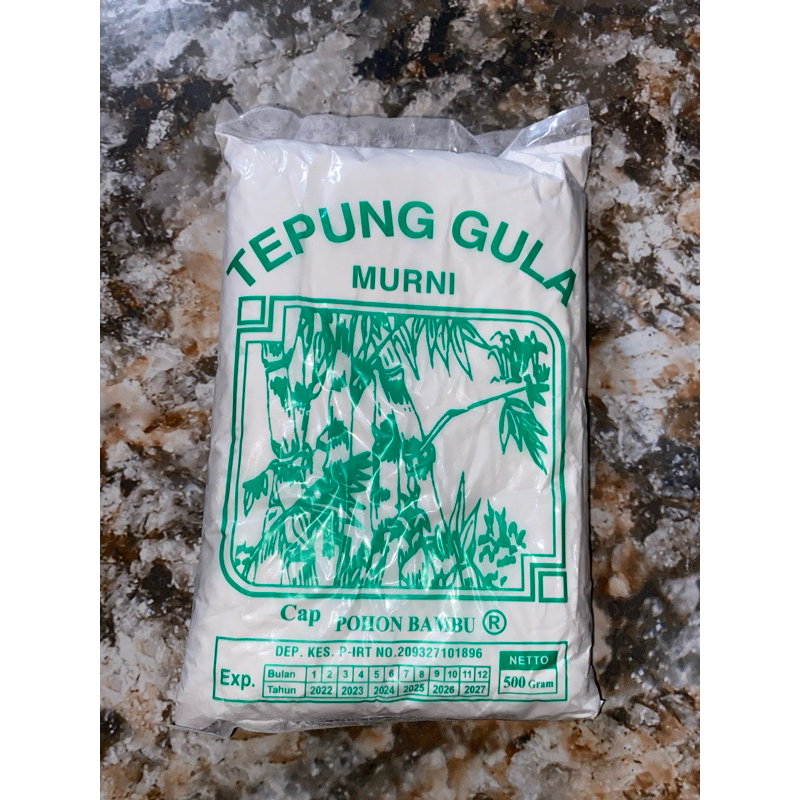 TEPUNG GULA
MURNI
Cap POHON BAMBU ®
DEP. KES. P-IRT NO.209327101896
Exp.
Bulan 1 2 3 4 5 6 7 8 9 10 11 12
Tahun 2022 2023 2024 2025 2026 2027
NETTO
500 Gram